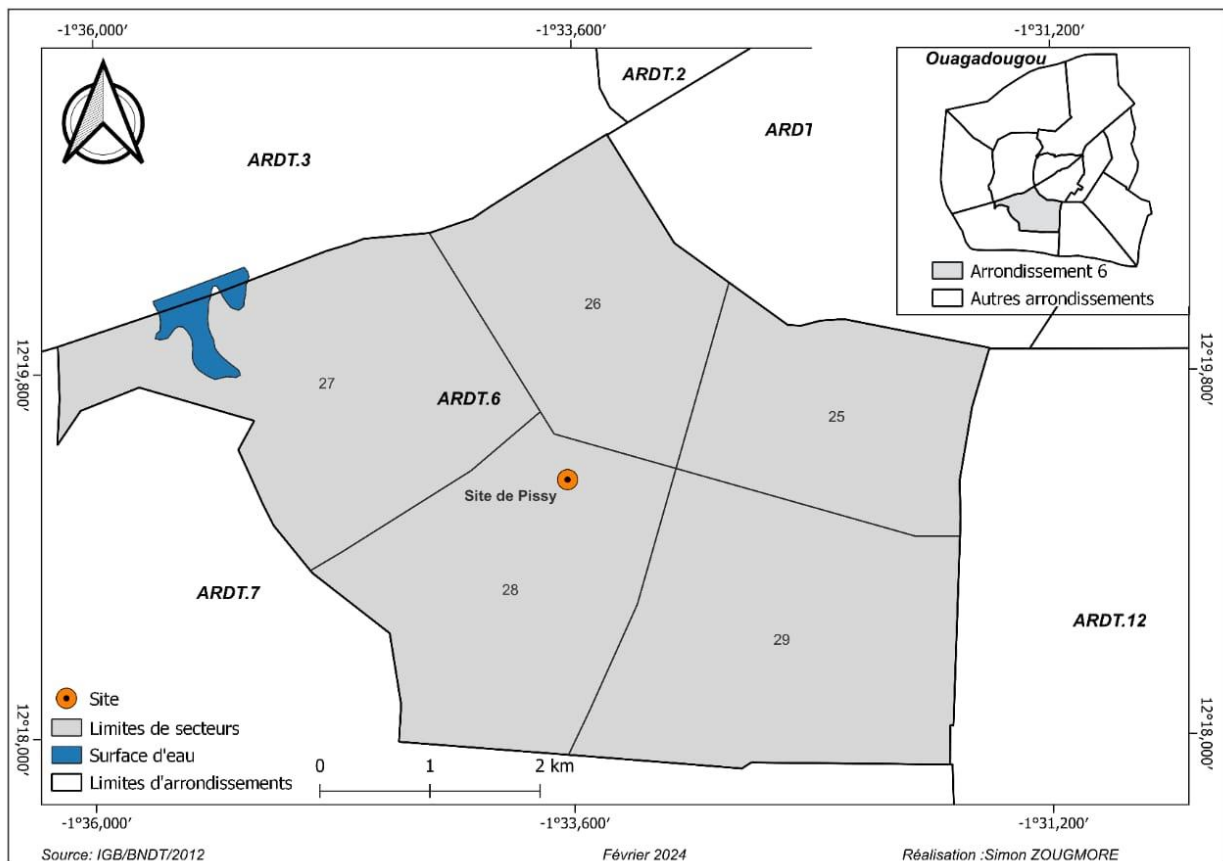 -1°36,000′ -1°33,600′ -1°31,200′
Ouagadougou
ARDT.2
ARDT
ARDT.3
Arrondissement 6
Autres arrondissements
26
12°19,800′ 12°19,800′
27
ARDT.6
25
Site de Pissy
28
ARDT.7
ARDT.12
29
Site
Limites de secteurs
Surface d'eau
Limites d'arrondissements
12°18,000′ 12°18,000′
0 1 2 km
-1°36,000′ -1°33,600′ -1°31,200′
Source: IGB/BNDT/2012 Février 2024 Réalisation :Simon ZOUGMORE